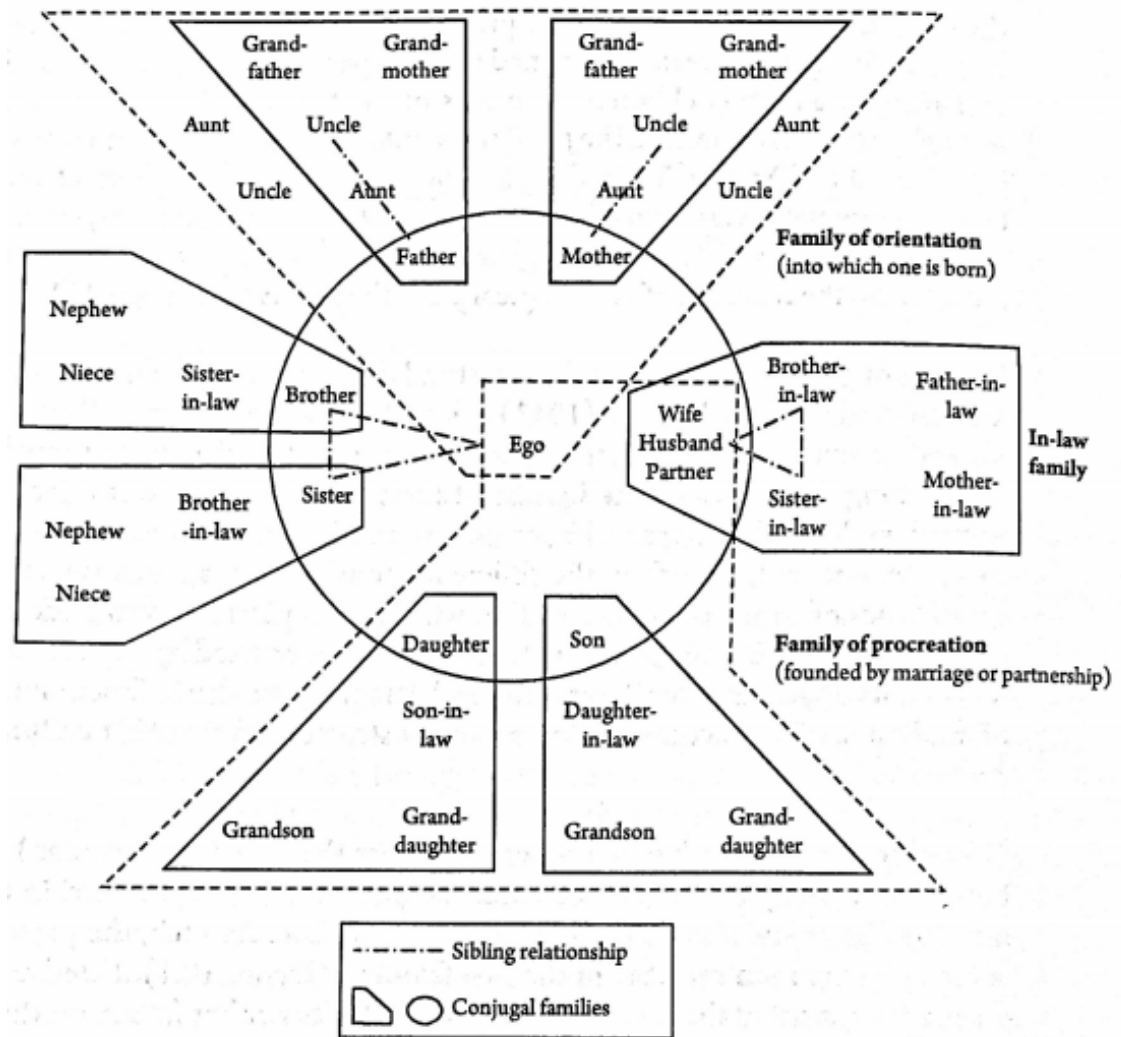 Grand-
father
Grand-
mother
Grand-
father
Grand-
mother
Aunt
Uncle
Uncle
Aunt
Uncle
Aunt
Aunt
Uncle
Father
Mother
Family of orientation
(into which one is born)
Nephew
Niece
Sister-
in-law
Brother
Brother-
in-law
Father-in-
law
Wife
Husband
Partner
Ego
In-law
family
Nephew
Brother
-in-law
Sister
Sister-
in-law
Mother-
in-law
Niece
Daughter
Son
Family of procreation
(founded by marriage or partnership)
Son-in-
law
Daughter-
in-law
Grandson
Grand-
daughter
Grandson
Grand-
daughter
Sibling relationship
Conjugal families